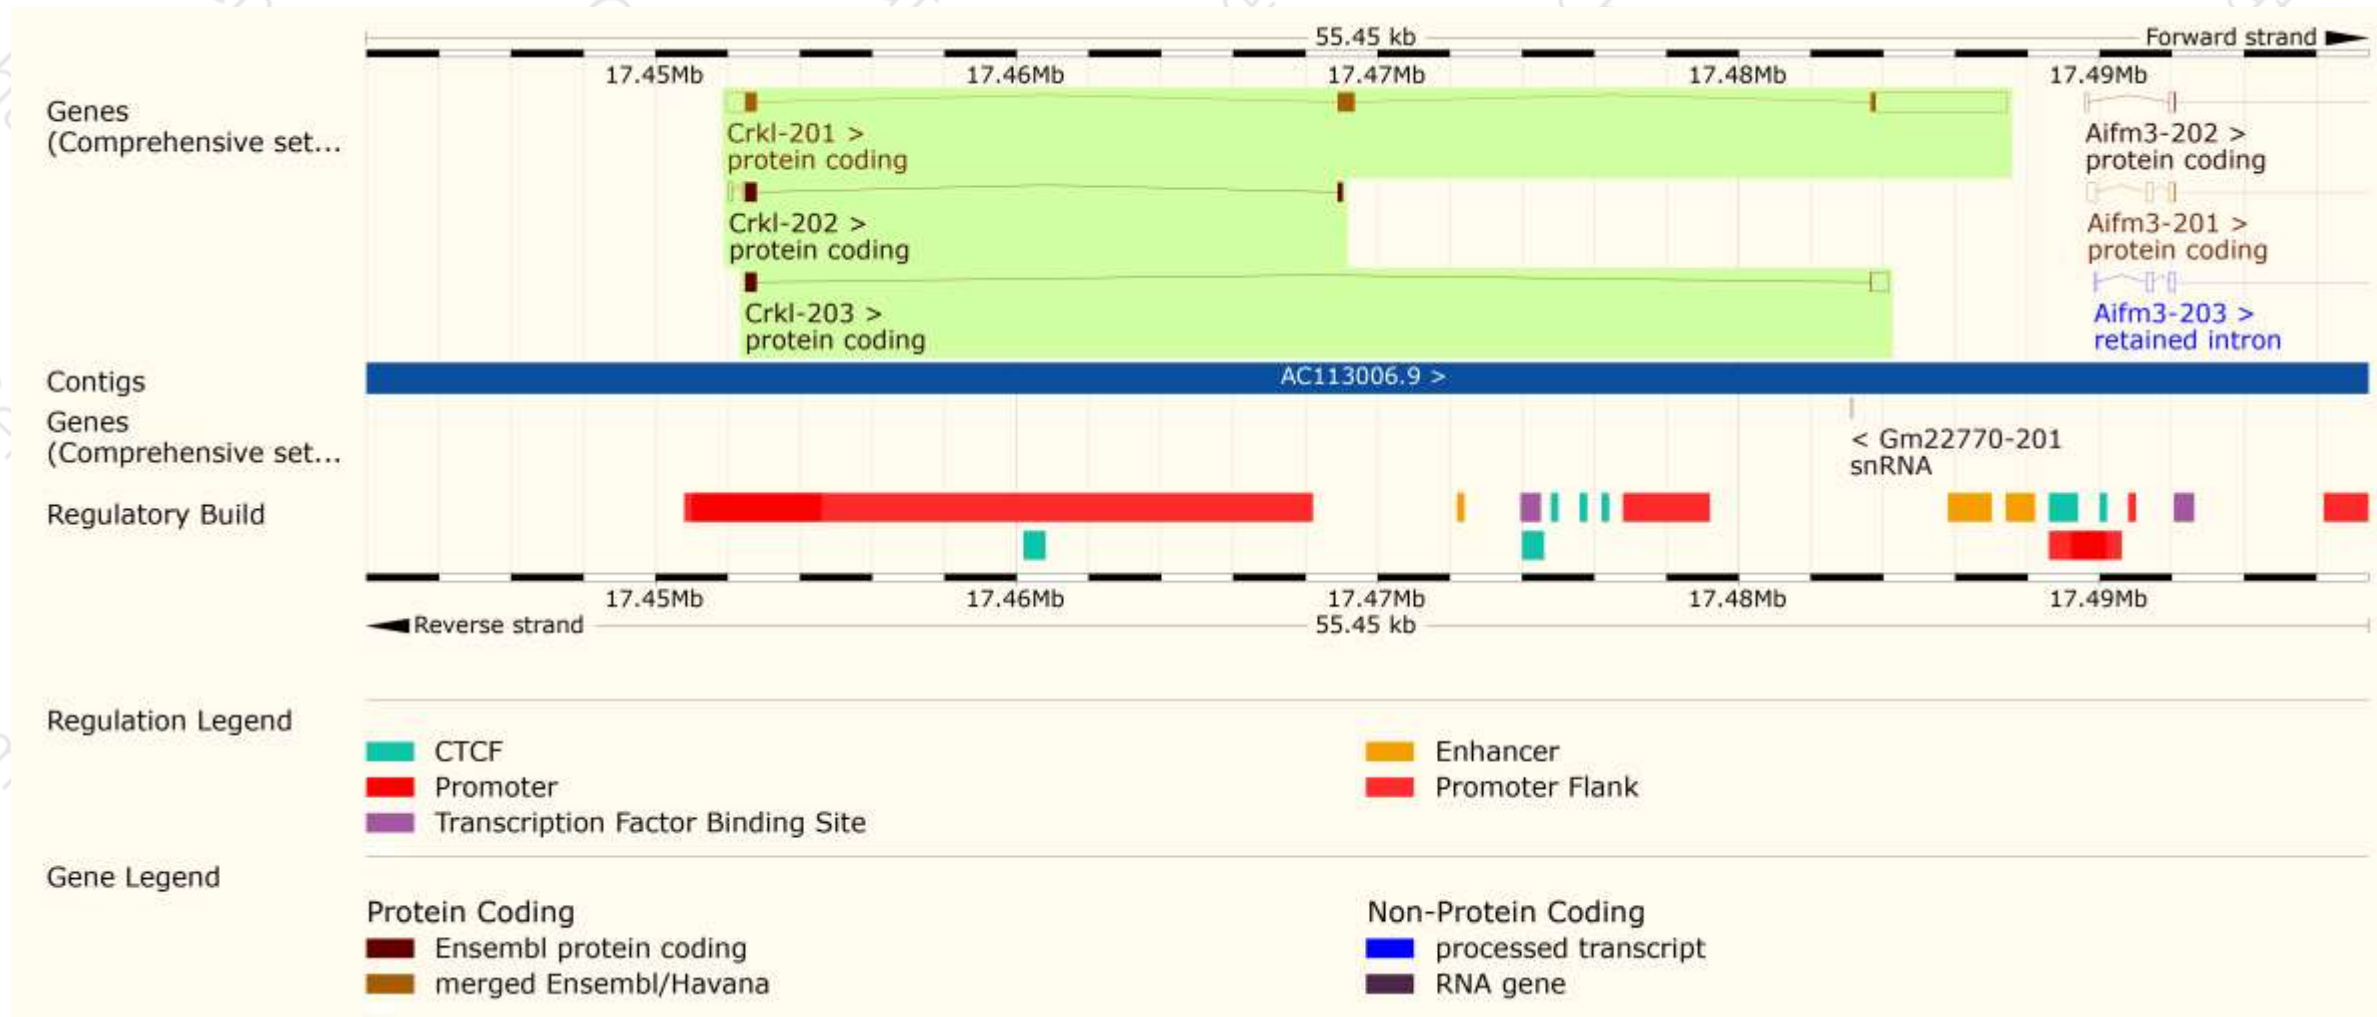 55.45 kb
Forward strand
17.45Mb 17.46Mb 17.47Mb 17.48Mb 17.49Mb
Genes
(Comprehensive set...
Crkl-201 >
protein coding
Aifm3-202 >
protein coding
Crkl-202 >
protein coding
Aifm3-201 >
protein coding
Crkl-203 >
protein coding
Aifm3-203 >
retained intron
Contigs
AC113006.9 >
Genes
(Comprehensive set...
< Gm22770-201
snRNA
Regulatory Build
17.45Mb 17.46Mb 17.47Mb 17.48Mb 17.49Mb
Reverse strand
55.45 kb
Regulation Legend
CTCF
Enhancer
Promoter
Promoter Flank
Transcription Factor Binding Site
Gene Legend
Protein Coding
Non-Protein Coding
Ensembl protein coding
processed transcript
merged Ensembl/Havana
RNA gene